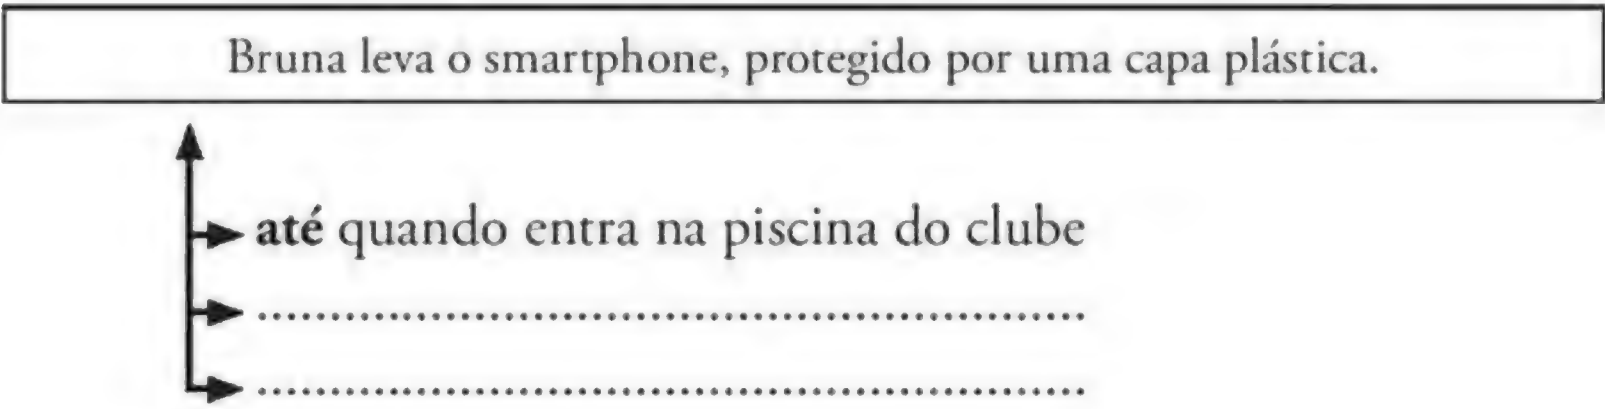 Bruna leva o smartphone, protegido por uma capa plástica.
até quando entra na piscina do clube
........................................................
........................................................